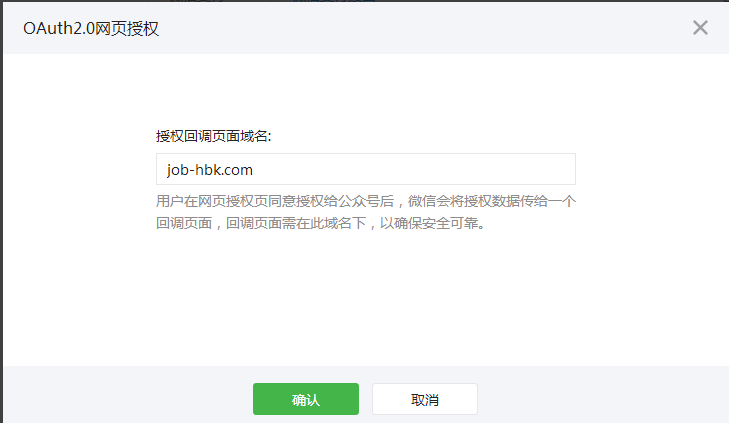 OAuth2.0网页授权
授权回调页面域名:
job-hbk.com
用户在网页授权页同意授权给公众号后，微信会将授权数据传给一个
回调页面，回调页面需在此域名下，以确保安全可靠。
确认
取消